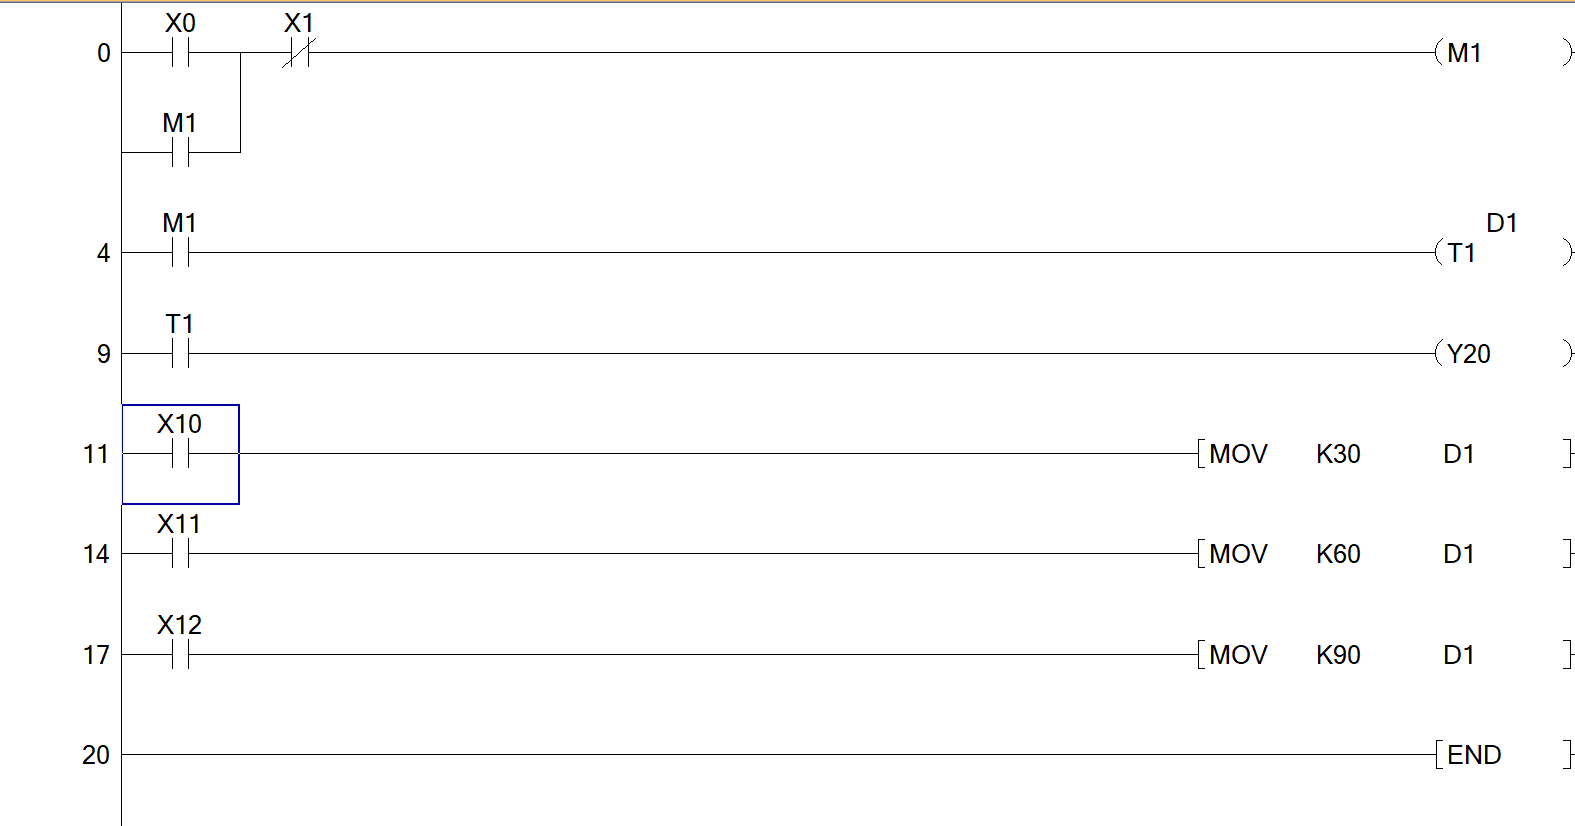 X0 X1
0 M1
M1
M1 D1
4 T1
T1
9 Y20
X10
11 MOV K30 D1
X11
14 MOV K60 D1
X12
17 MOV K90 D1
20 END